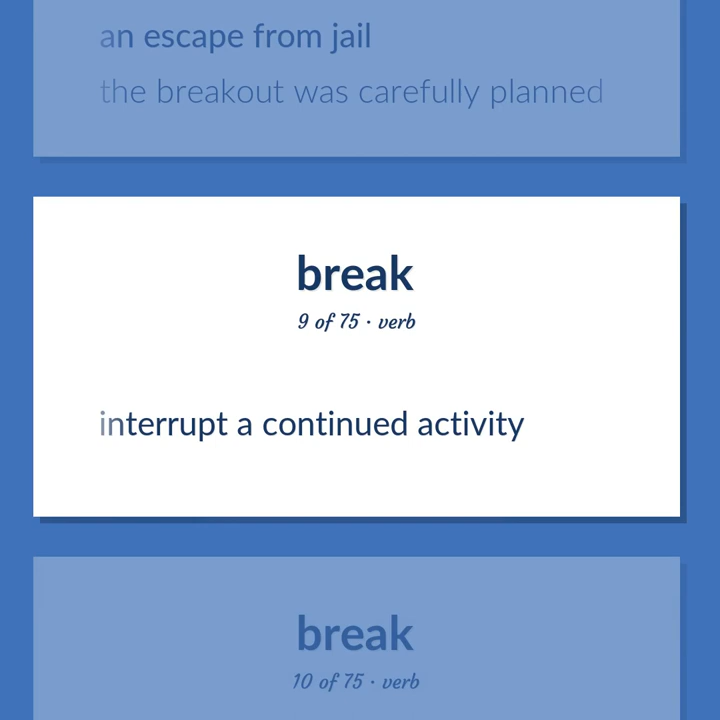 an escape from jail
the breakout was carefully planned
break
9 of 75 · verb
interrupt a continued activity
break
10 of 75 · verb